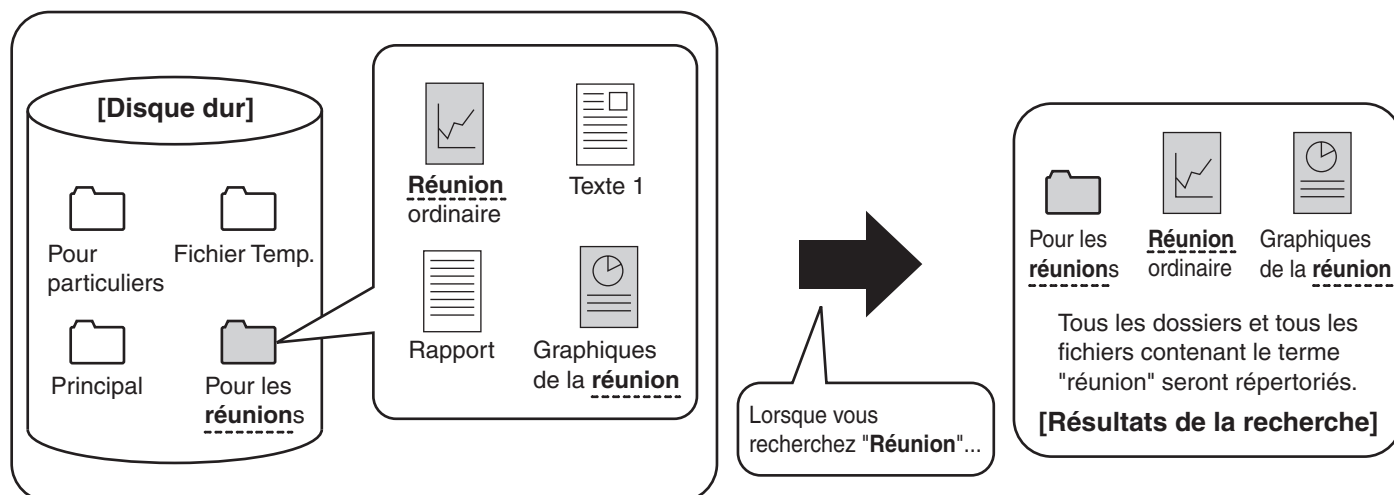 [Disque dur]
Pour
particuliers
Fichier Temp.
Principal
Pour les
réunions
Réunion
ordinaire
Texte 1
Rapport
Graphiques
de la réunion
Lorsque vous
recherchez "Réunion"...
Pour les
réunions
Réunion
ordinaire
Graphiques
de la réunion
Tous les dossiers et tous les
fichiers contenant le terme
"réunion" seront répertoriés.
[Résultats de la recherche]